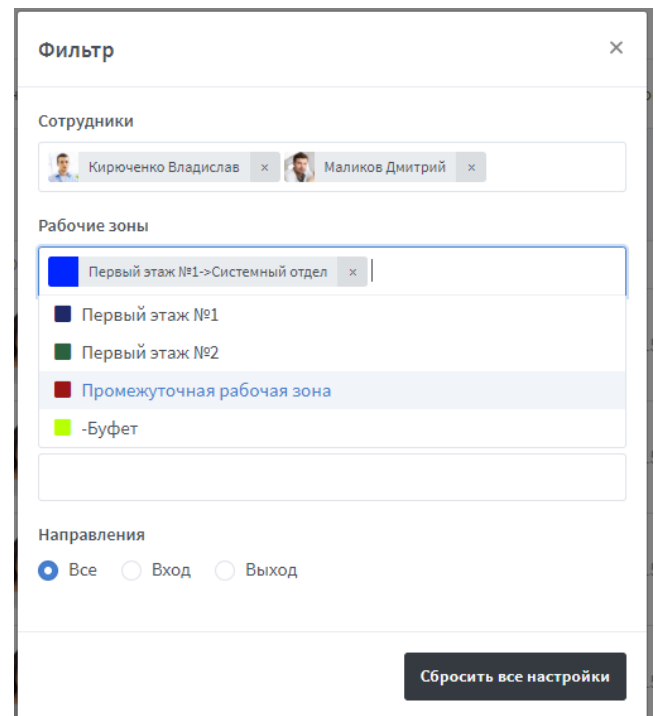 Фильтр ×
Сотрудники
Кирюченко Владислав × Маликов Дмитрий ×
Рабочие зоны
Первый этаж №1->Системный отдел ×
Первый этаж №1
Первый этаж №2
Промежуточная рабочая зона
-Буфет
Направления
Все Вход Выход
Сбросить все настройки